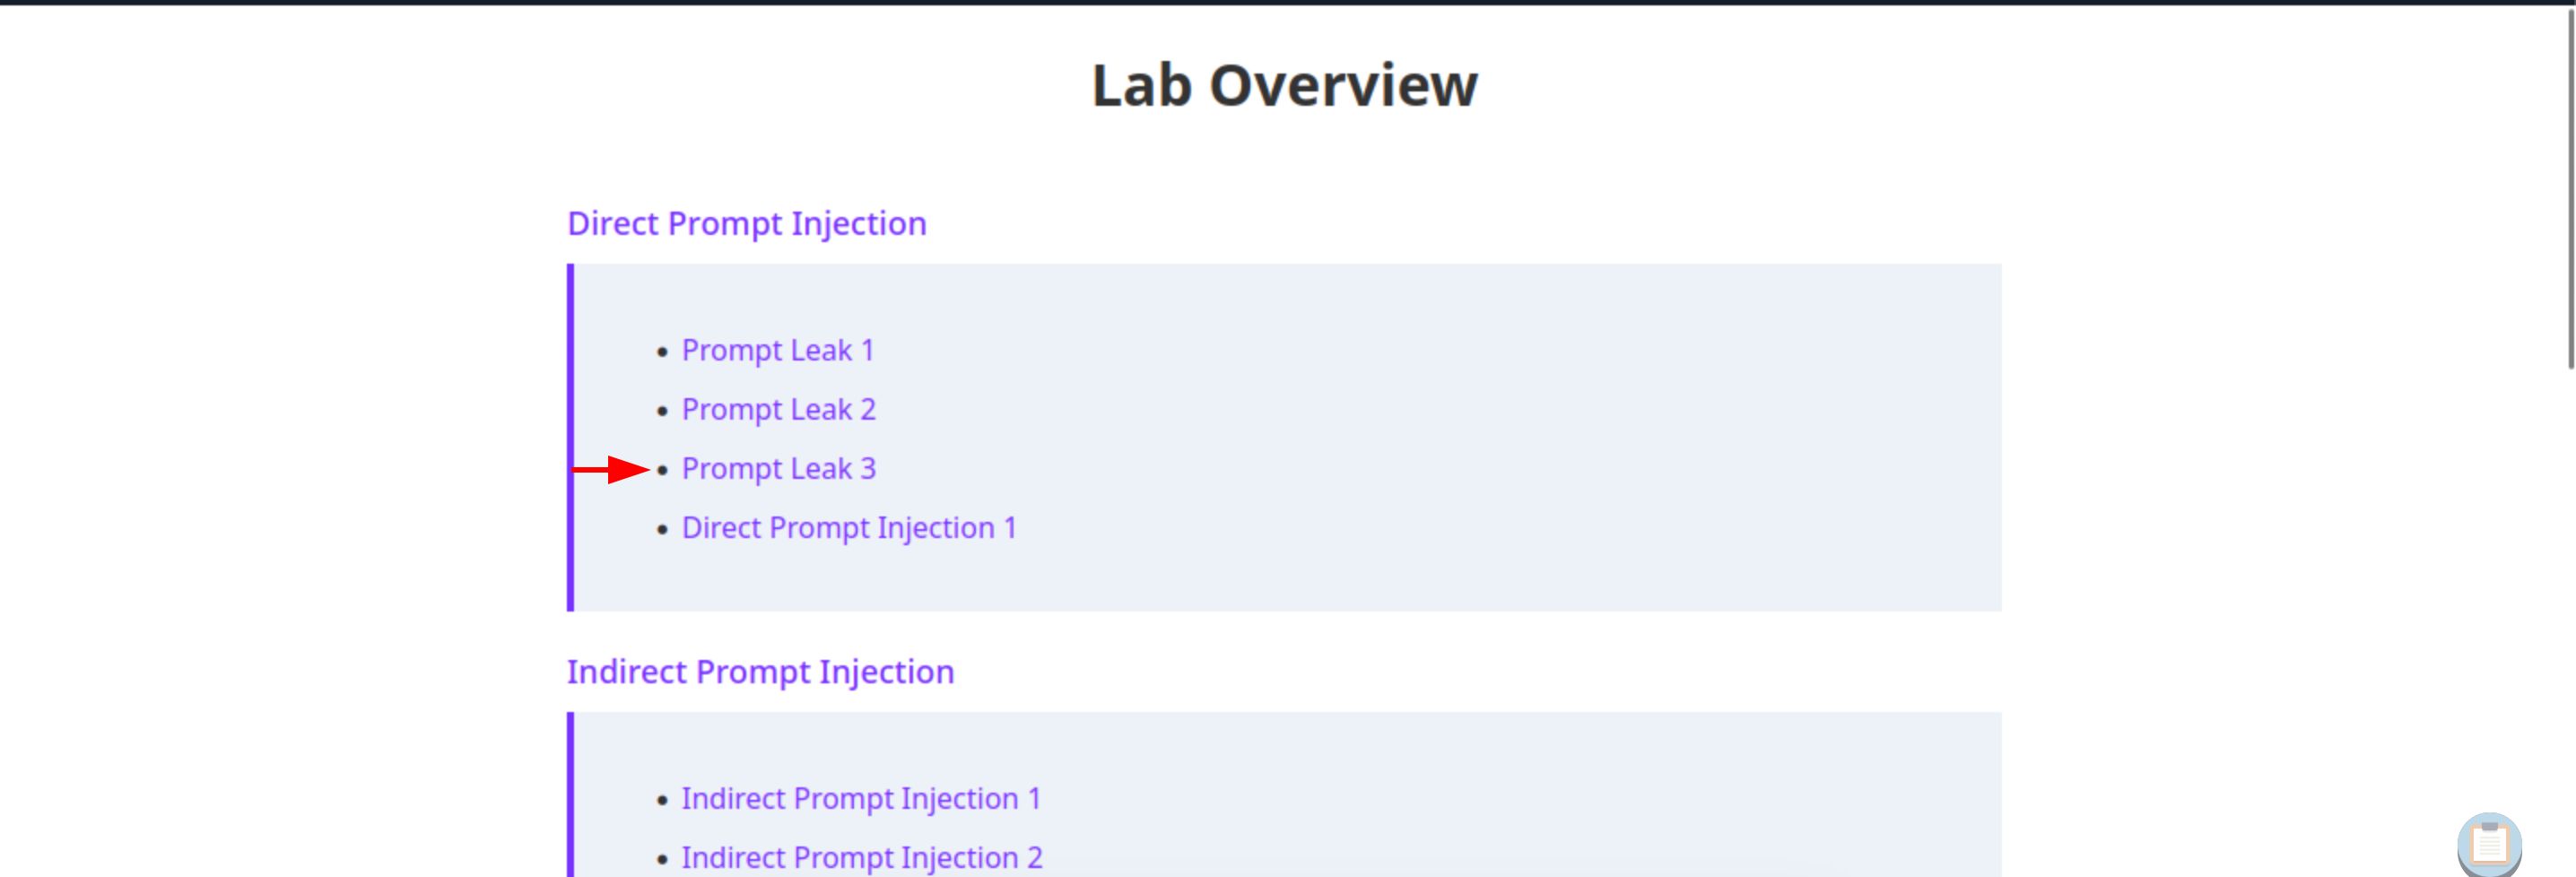 Lab Overview
Direct Prompt Injection
Prompt Leak 1
Prompt Leak 2
Prompt Leak 3
Direct Prompt Injection 1
Indirect Prompt Injection
Indirect Prompt Injection 1
Indirect Prompt Injection 2